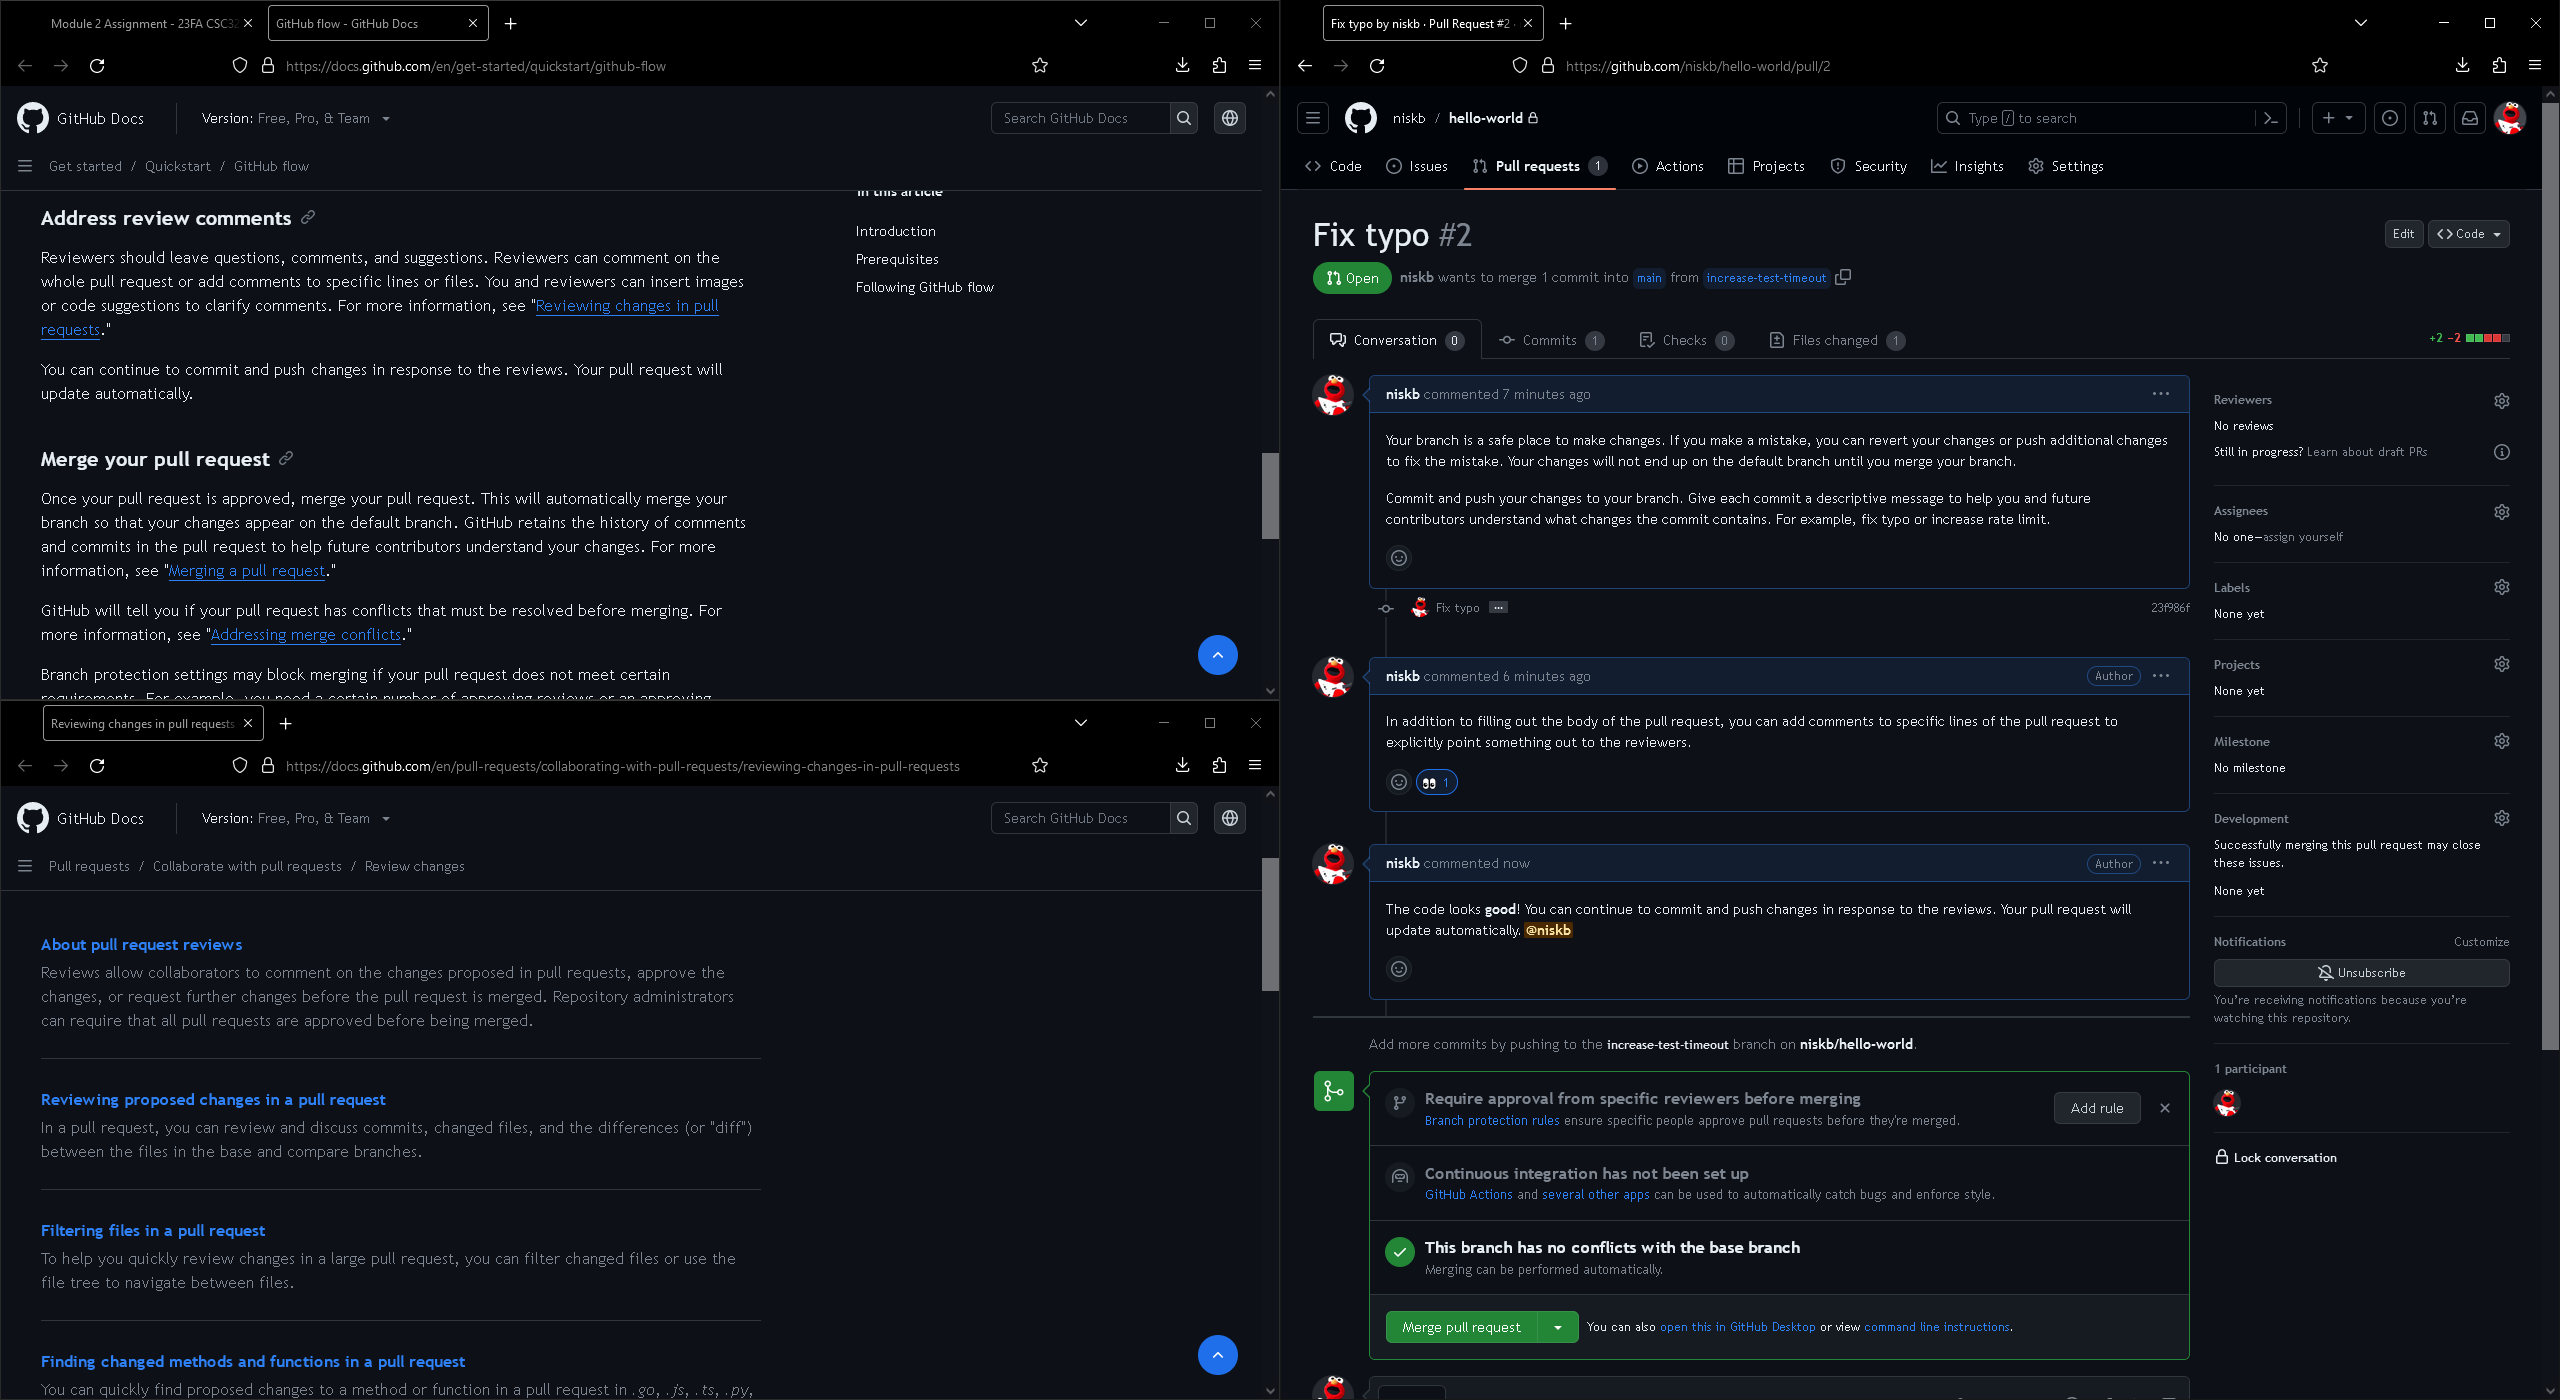 Module 2 Assignment - 23FA CSC32
GitHub flow - GitHub Docs
https://docs.github.com/en/get-started/quickstart/github-flow
GitHub Docs
Version: Free, Pro, & Team
Search GitHub Docs
Get started / Quickstart / GitHub flow
In this article
Introduction
Prerequisites
Following GitHub flow
Address review comments
Reviewers should leave questions, comments, and suggestions. Reviewers can comment on the
whole pull request or add comments to specific lines or files. You and reviewers can insert images
or code suggestions to clarify comments. For more information, see "Reviewing changes in pull
requests."
You can continue to commit and push changes in response to the reviews. Your pull request will
update automatically.
Merge your pull request
Once your pull request is approved, merge your pull request. This will automatically merge your
branch so that your changes appear on the default branch. GitHub retains the history of comments
and commits in the pull request to help future contributors understand your changes. For more
information, see "Merging a pull request."
GitHub will tell you if your pull request has conflicts that must be resolved before merging. For
more information, see "Addressing merge conflicts."
Branch protection settings may block merging if your pull request does not meet certain
requirements. For example, you need a certain number of approving reviews or an approving
Reviewing changes in pull requests
https://docs.github.com/en/pull-requests/collaborating-with-pull-requests/reviewing-changes-in-pull-requests
GitHub Docs
Version: Free, Pro, & Team
Search GitHub Docs
Pull requests / Collaborate with pull requests / Review changes
About pull request reviews
Reviews allow collaborators to comment on the changes proposed in pull requests, approve the
changes, or request further changes before the pull request is merged. Repository administrators
can require that all pull requests are approved before being merged.
Reviewing proposed changes in a pull request
In a pull request, you can review and discuss commits, changed files, and the differences (or "diff")
between the files in the base and compare branches.
Filtering files in a pull request
To help you quickly review changes in a large pull request, you can filter changed files or use the
file tree to navigate between files.
Finding changed methods and functions in a pull request
You can quickly find proposed changes to a method or function in a pull request in .go, .js, .ts, .py,
Fix typo by niskb · Pull Request #2 ·
https://github.com/niskb/hello-world/pull/2
niskb / hello-world
Type / to search
Code
Issues
Pull requests 1
Actions
Projects
Security
Insights
Settings
Fix typo #2
Edit
Code
Open
niskb wants to merge 1 commit into main from increase-test-timeout
Conversation 0
Commits 1
Checks 0
Files changed 1
+2 −2
niskb commented 7 minutes ago
Your branch is a safe place to make changes. If you make a mistake, you can revert your changes or push additional changes
to fix the mistake. Your changes will not end up on the default branch until you merge your branch.
Commit and push your changes to your branch. Give each commit a descriptive message to help you and future
contributors understand what changes the commit contains. For example, fix typo or increase rate limit.
Fix typo ...
23f986f
niskb commented 6 minutes ago
Author
In addition to filling out the body of the pull request, you can add comments to specific lines of the pull request to
explicitly point something out to the reviewers.
👀 1
niskb commented now
Author
The code looks good! You can continue to commit and push changes in response to the reviews. Your pull request will
update automatically. @niskb
Add more commits by pushing to the increase-test-timeout branch on niskb/hello-world.
Require approval from specific reviewers before merging
Branch protection rules ensure specific people approve pull requests before they're merged.
Add rule
Continuous integration has not been set up
GitHub Actions and several other apps can be used to automatically catch bugs and enforce style.
This branch has no conflicts with the base branch
Merging can be performed automatically.
Merge pull request
You can also open this in GitHub Desktop or view command line instructions.
Reviewers
No reviews
Still in progress? Learn about draft PRs
Assignees
No one—assign yourself
Labels
None yet
Projects
None yet
Milestone
No milestone
Development
Successfully merging this pull request may close
these issues.
None yet
Notifications
Customize
Unsubscribe
You're receiving notifications because you're
watching this repository.
1 participant
Lock conversation